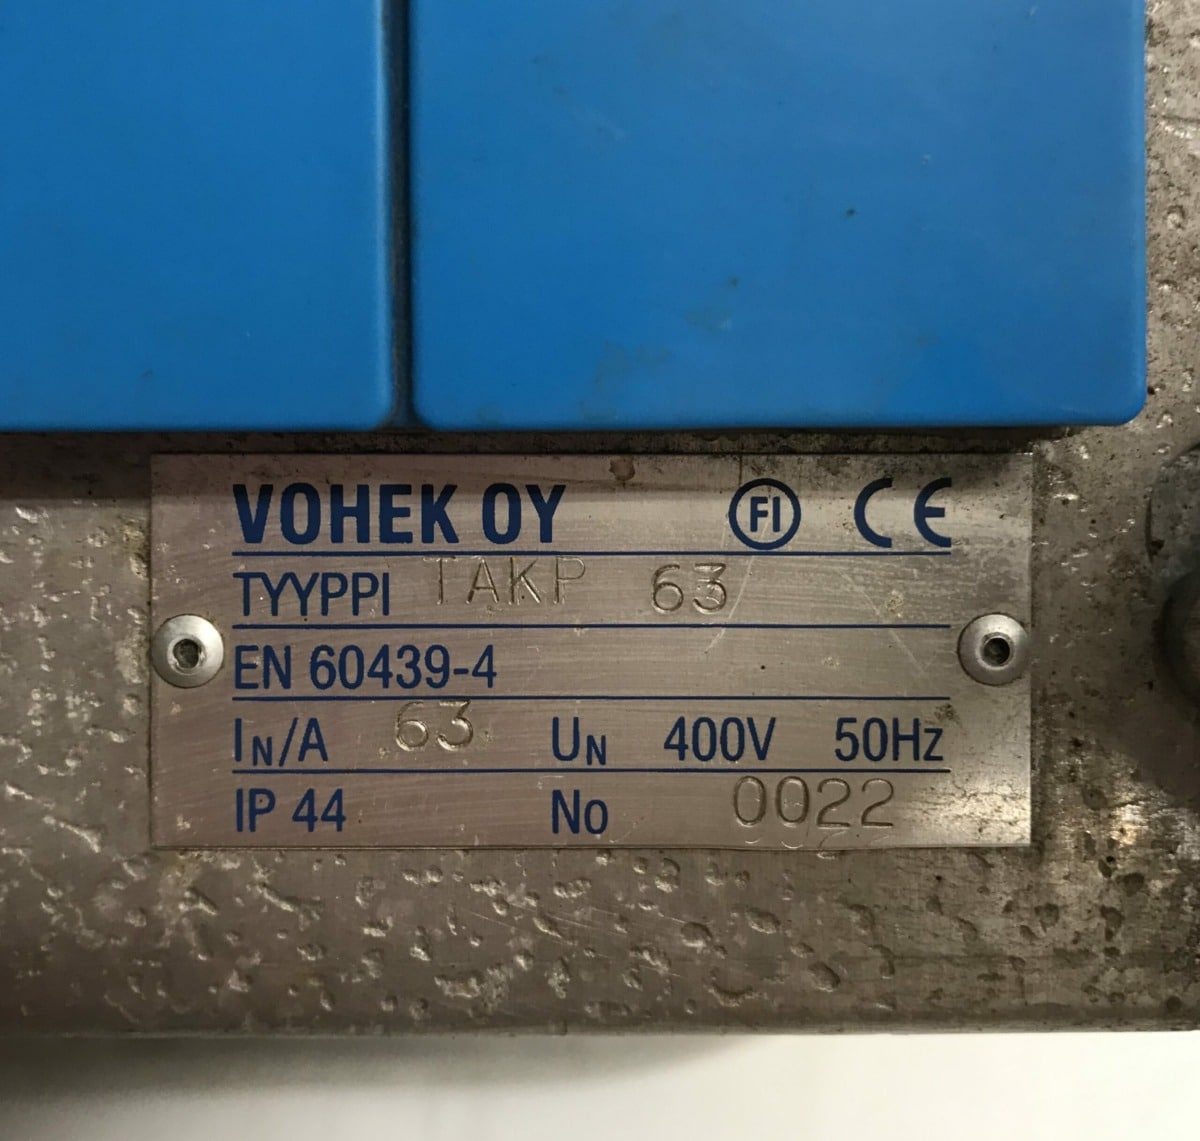 VOHEK OY FI CE
TYYPPI TAKP 63
EN 60439-4
IN/A 63 UN 400V 50Hz
IP 44 No 0022